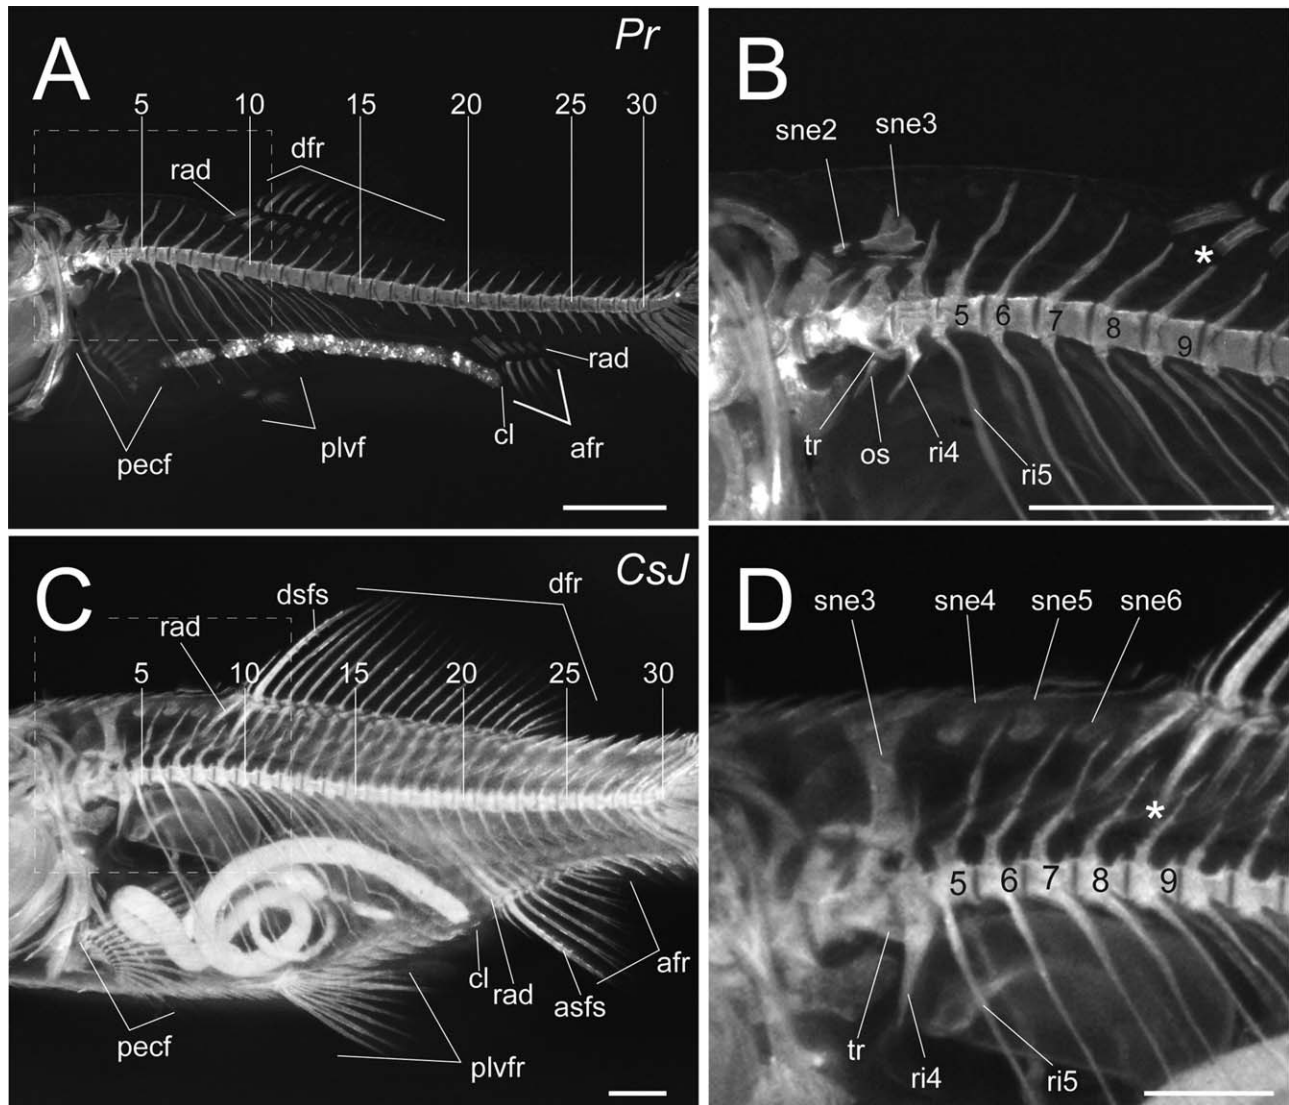 A
Pr
5 10 15 20 25 30
dfr
rad
rad
cl
afr
plvf
pecf
B
sne2
sne3
*
5 6 7 8 9
tr
os
ri4
ri5
C
CsJ
dfr
dsfs
rad
5 10 15 20 25 30
cl
rad
afr
asfs
pecf
plvfr
D
sne3 sne4 sne5 sne6
*
5 6 7 8 9
tr
ri4
ri5